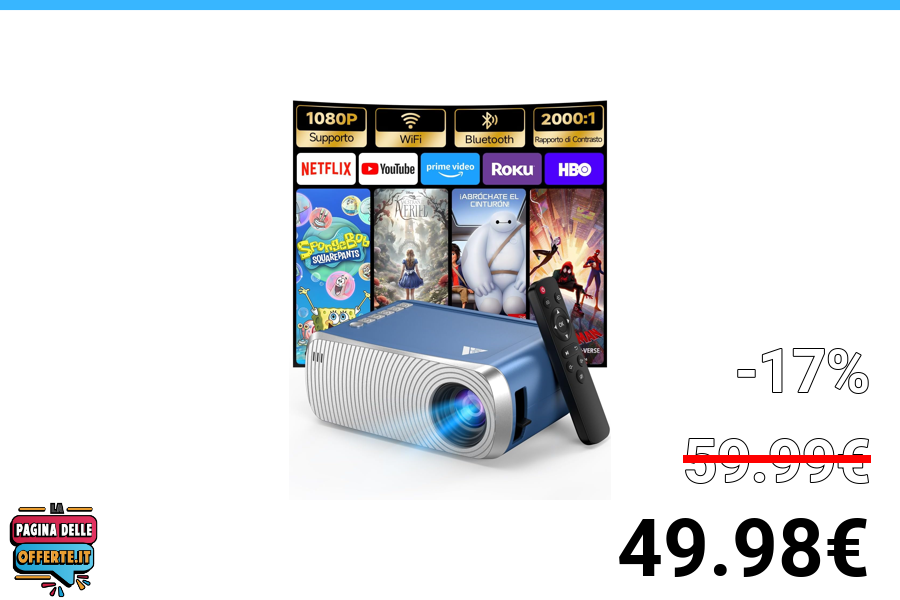 1080P
Supporto
WiFi
Bluetooth
2000:1
Rapporto di Contrasto
NETFLIX
YouTube
prime video
ROKU
HBO
SpongeBob
SQUAREPANTS
¡ABRÓCHATE EL
CINTURÓN!
OK
-17%
59.99€
49.98€
LA
PAGINA DELLE
OFFERTE.IT